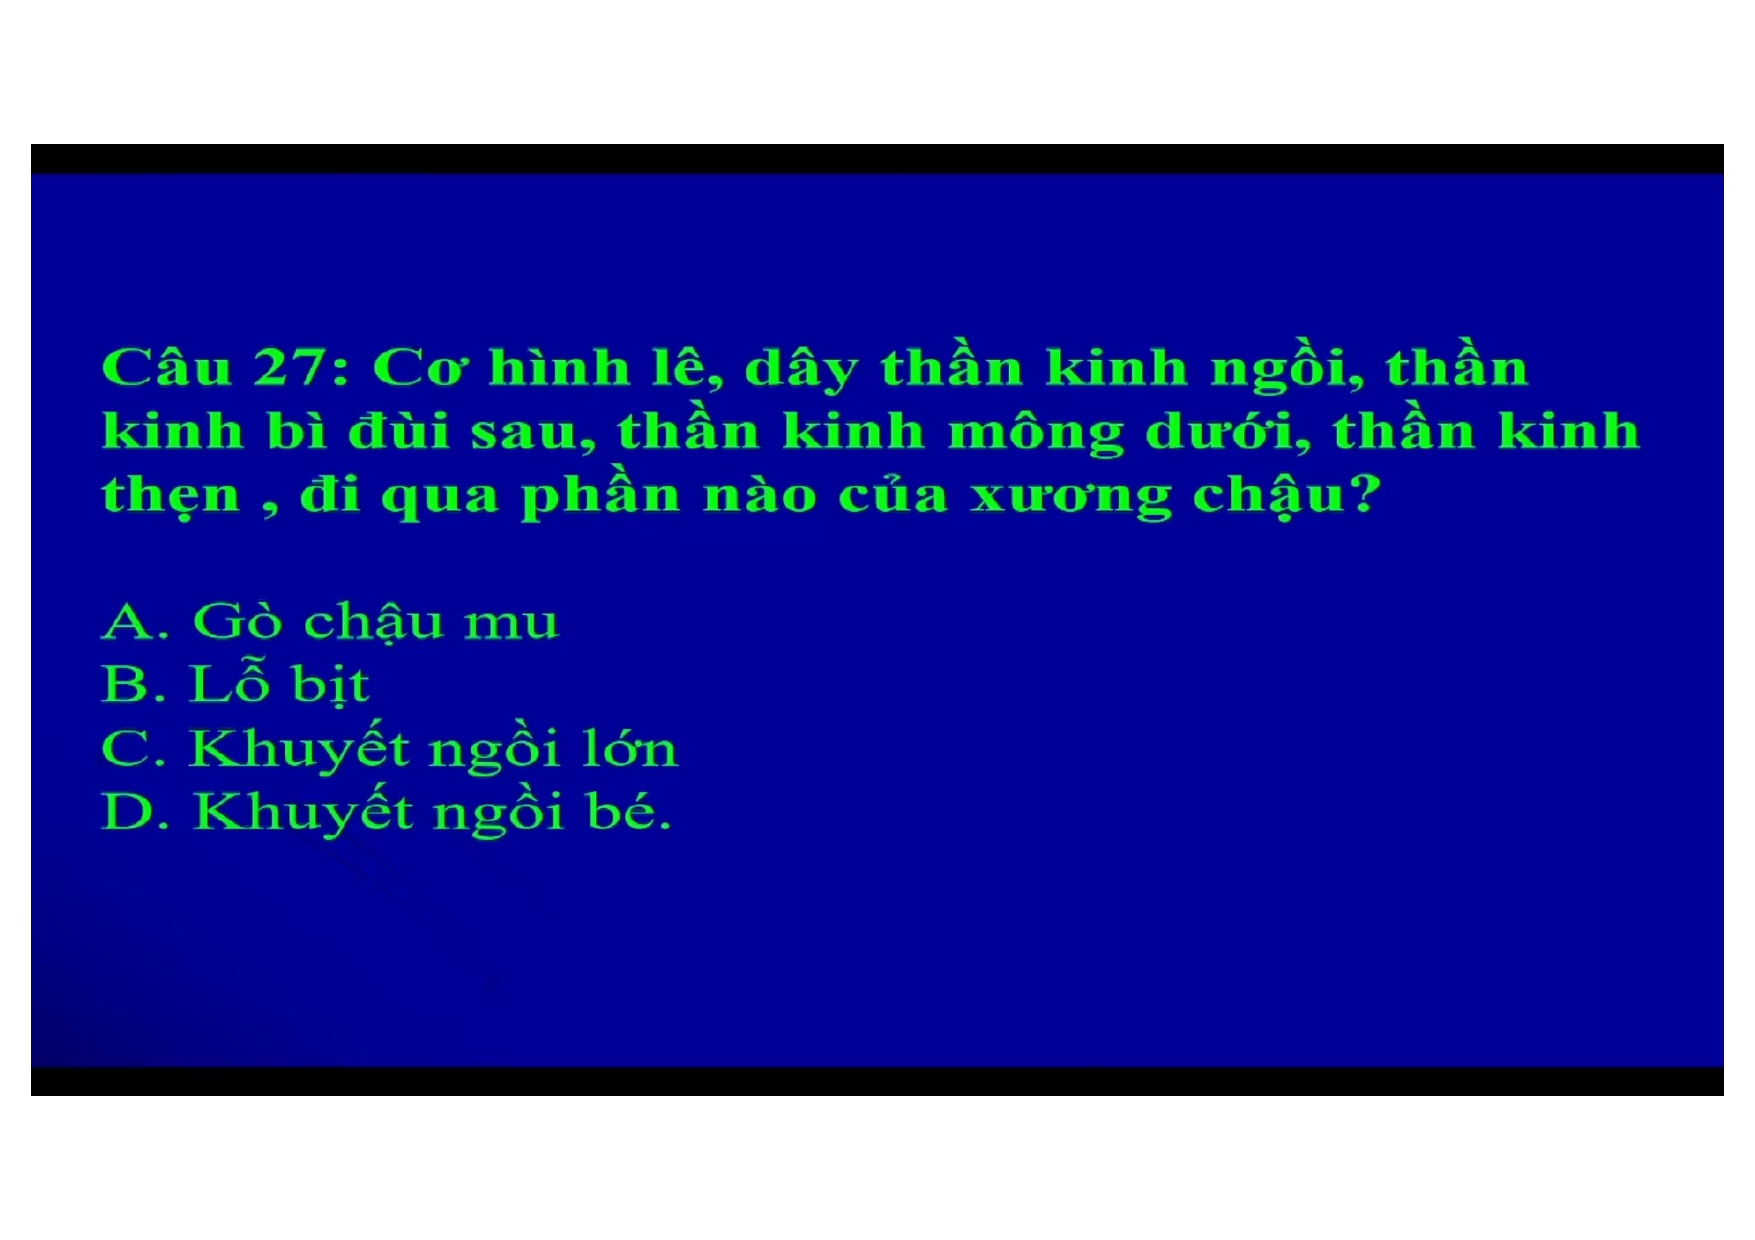 Câu 27: Cơ hình lê, dây thần kinh ngồi, thần
kinh bì đùi sau, thần kinh mông dưới, thần kinh
thẹn , đi qua phần nào của xương chậu?
A. Gò chậu mu
B. Lỗ bịt
C. Khuyết ngồi lớn
D. Khuyết ngồi bé.